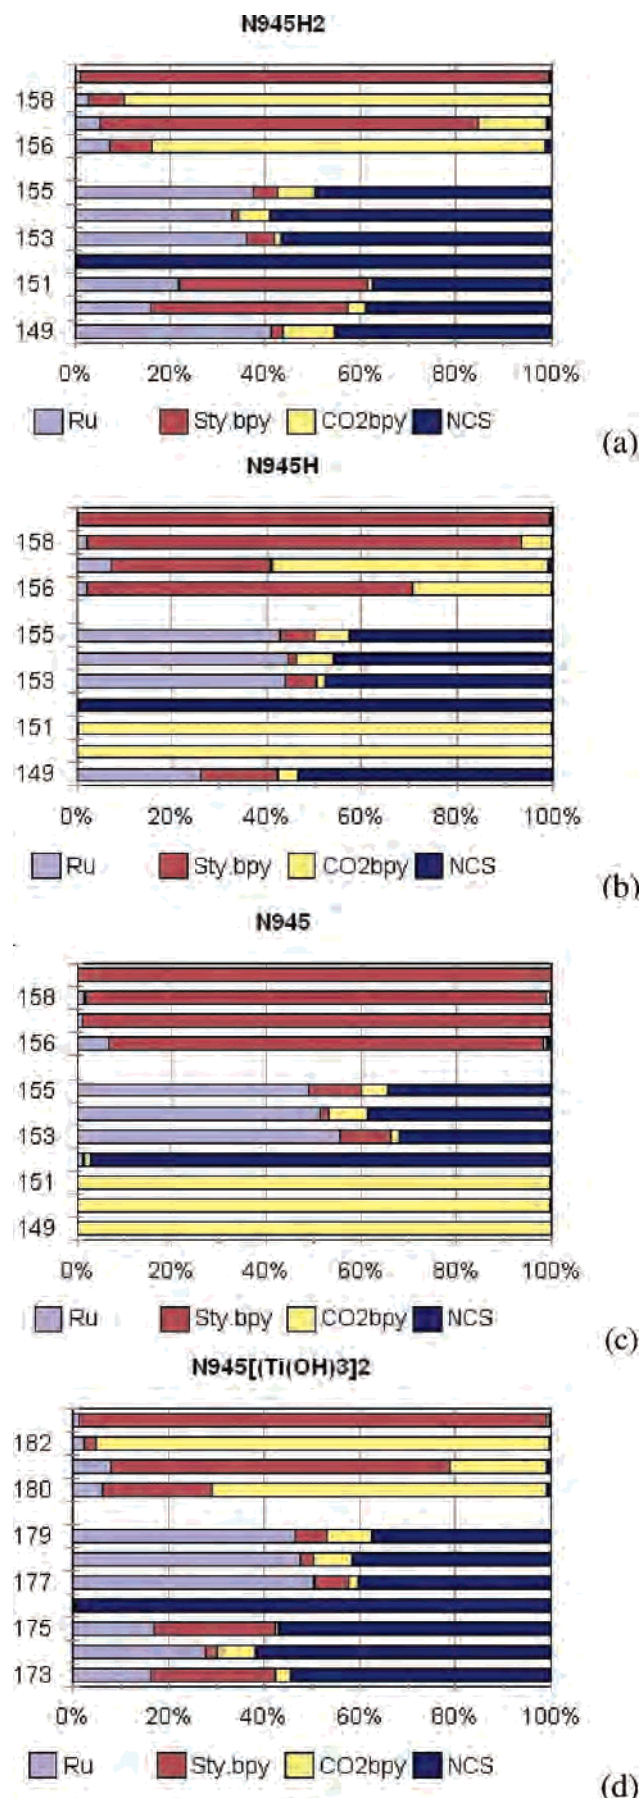 N945H2
158
156
155
153
151
149
0% 20% 40% 60% 80% 100%
Ru Sty.bpy CO2bpy NCS
(a)
N945H
158
156
155
153
151
149
0% 20% 40% 60% 80% 100%
Ru Sty.bpy CO2bpy NCS
(b)
N945
158
156
155
153
151
149
0% 20% 40% 60% 80% 100%
Ru Sty.bpy CO2bpy NCS
(c)
N945[(Ti(OH)3]2
182
180
179
177
175
173
0% 20% 40% 60% 80% 100%
Ru Sty.bpy CO2bpy NCS
(d)